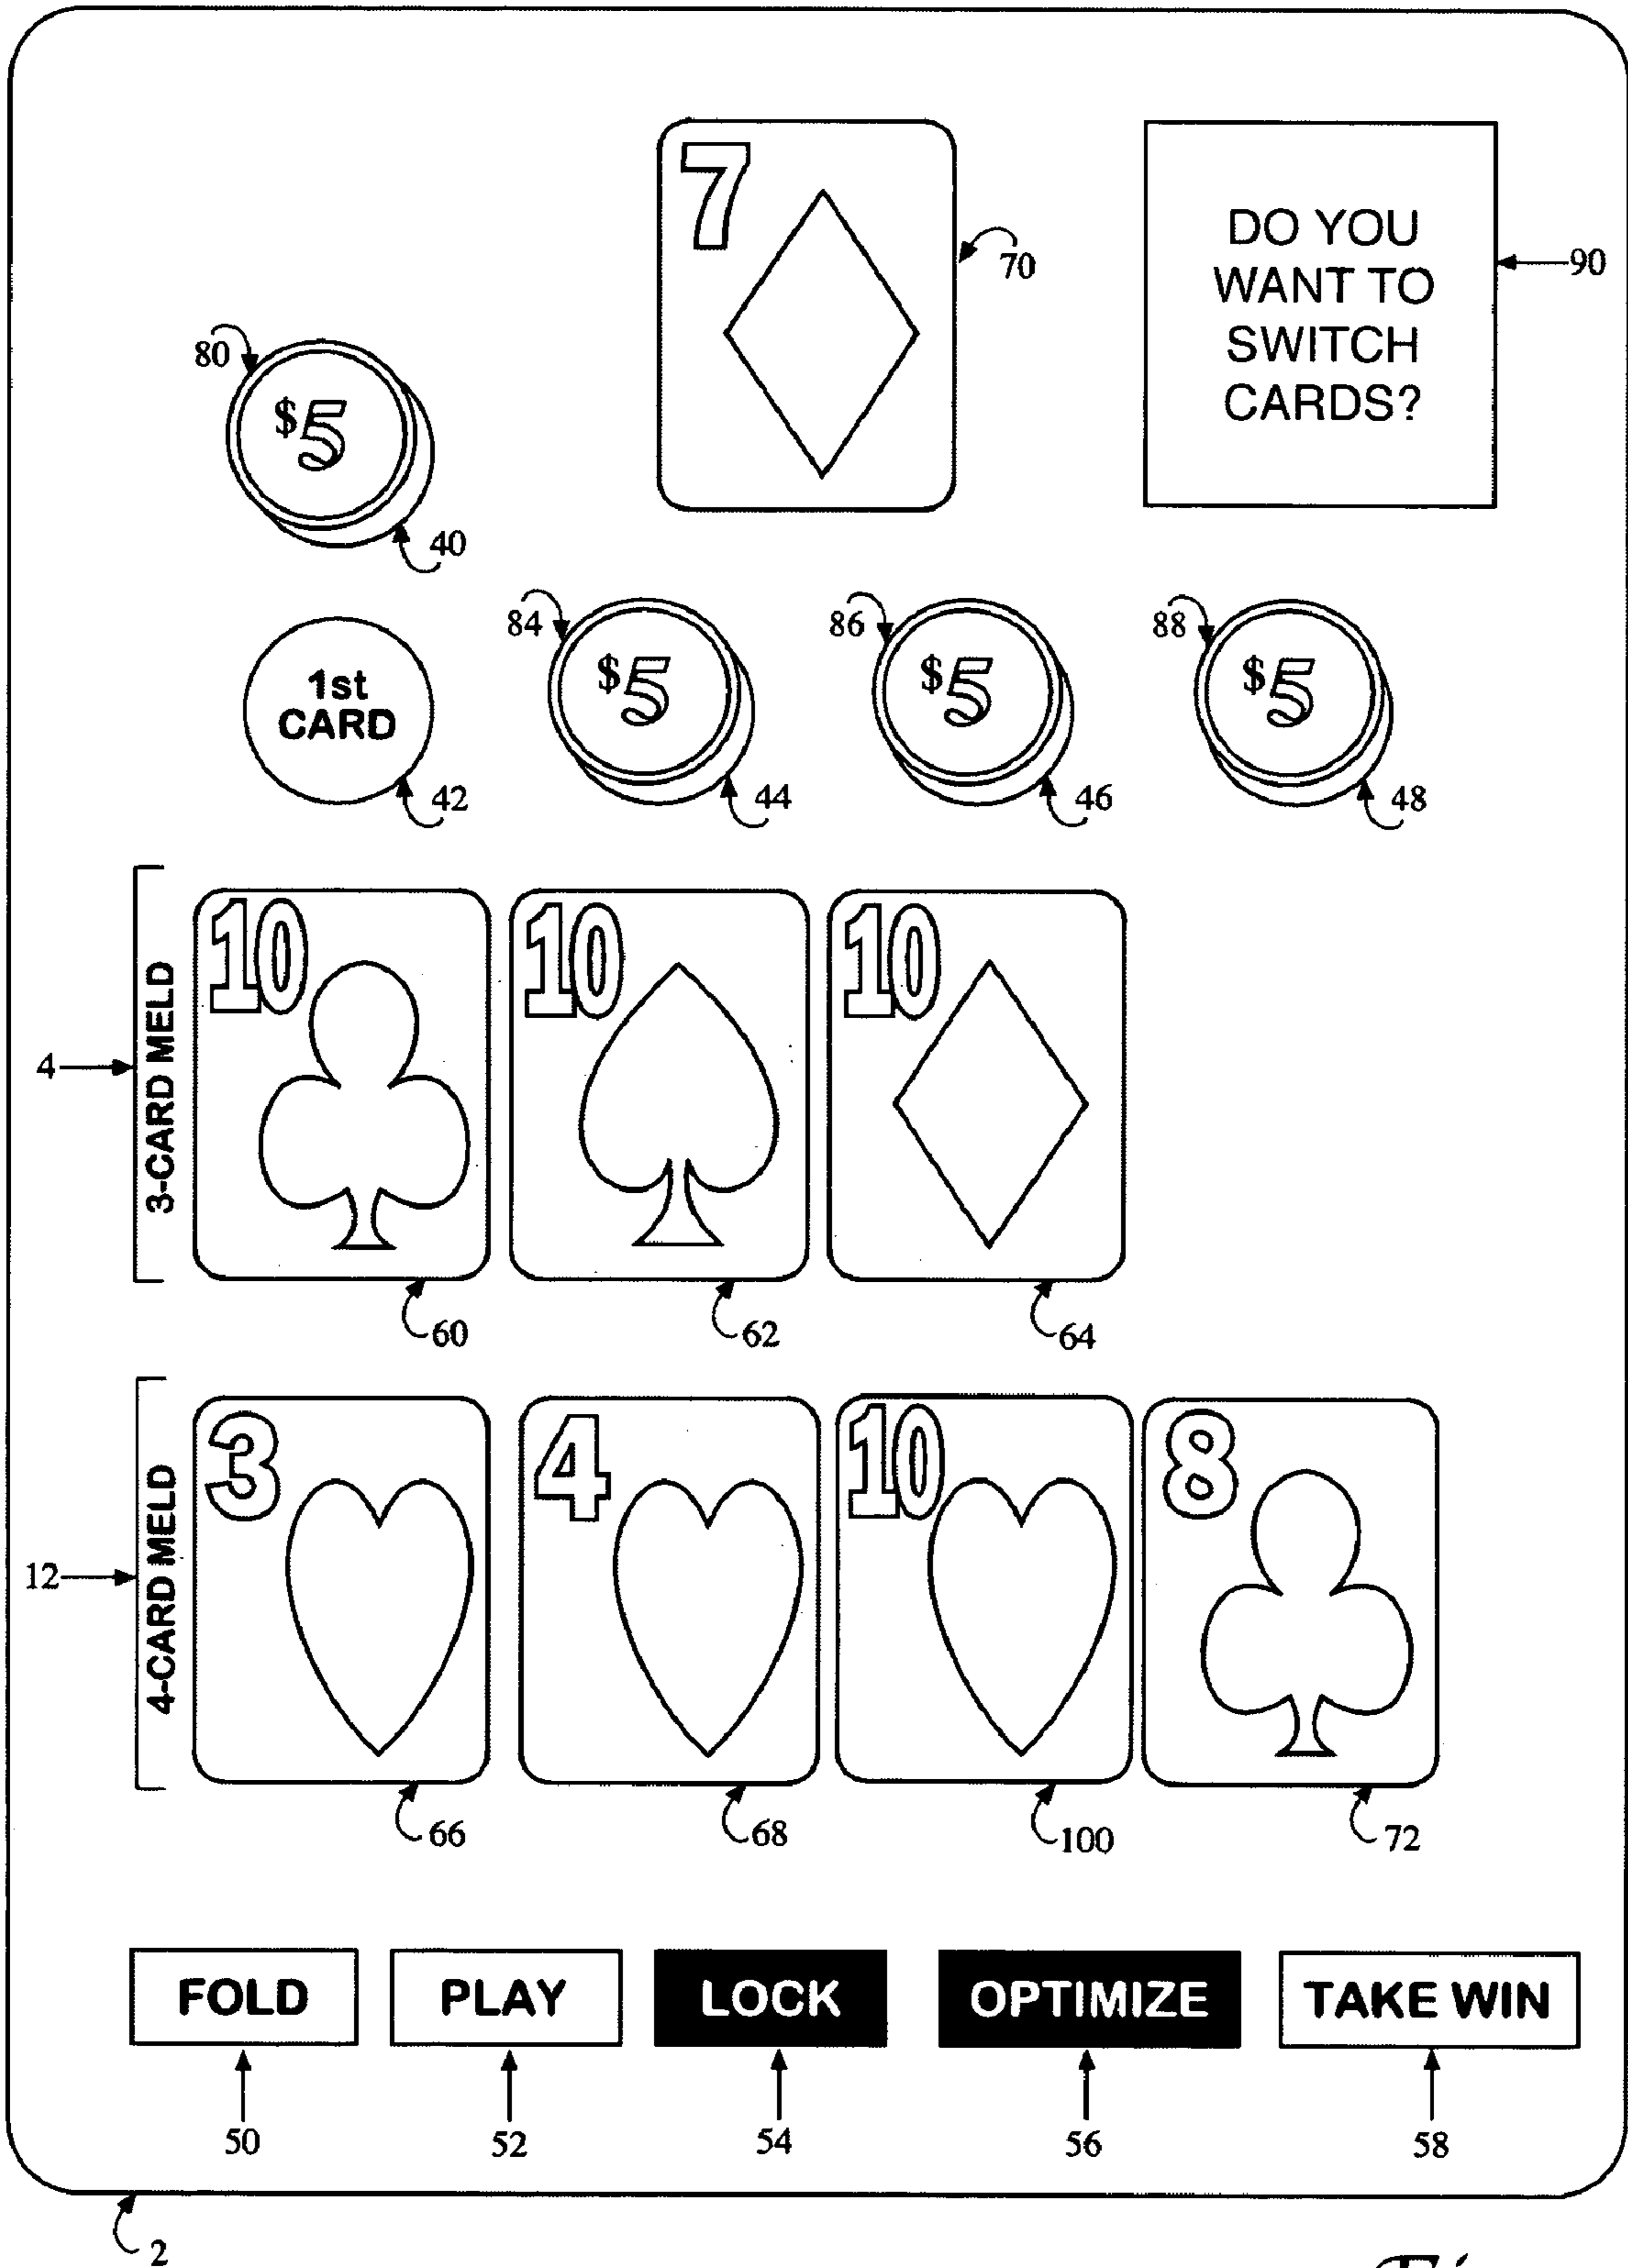 7
70
DO YOU
WANT TO
SWITCH
CARDS?
90
80
$5
40
1st
CARD
42
84
$5
44
86
$5
46
88
$5
48
4
3-CARD MELD
10
60
10
62
10
64
12
4-CARD MELD
3
66
4
68
10
100
8
72
FOLD
PLAY
LOCK
OPTIMIZE
TAKE WIN
50
52
54
56
58
2